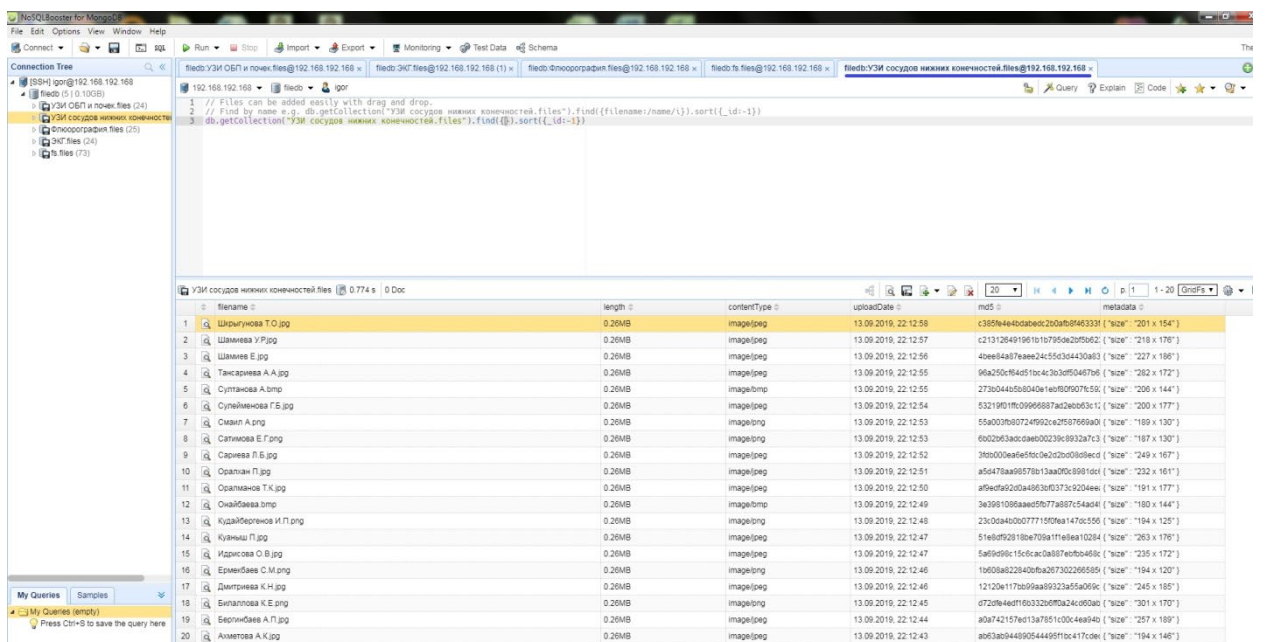 NoSQLBooster for MongoDB
File Edit Options View Window Help
Connect SQL Run Stop Import Export Monitoring Test Data Schema
Connection Tree
[SSH] igor@192.168.192.168
filedb (5 | 0.10GB)
УЗИ ОБП и почек.files (24)
УЗИ сосудов нижних конечностей
Флюорография.files (25)
ЭКГ.files (24)
fs.files (73)
filedb:УЗИ ОБП и почек.files@192.168.192.168 filedb:ЭКГ.files@192.168.192.168 (1) filedb:Флюорография.files@192.168.192.168 filedb:fs.files@192.168.192.168 filedb:УЗИ сосудов нижних конечностей.files@192.168.192.168
192.168.192.168 filedb igor Query Explain Code
1 // Files can be added easily with drag and drop.
2 // Find by name e.g. db.getCollection("УЗИ сосудов нижних конечностей.files").find({filename:/name/i}).sort({_id:-1})
3 db.getCollection("УЗИ сосудов нижних конечностей.files").find({}).sort({_id:-1})
УЗИ сосудов нижних конечностей.files 0.774 s 0 Doc 20 p. 1 1 - 20 GridFs
filename length contentType uploadDate md5 metadata
1 Шкрыгунова Т.О.jpg 0.26MB image/jpeg 13.09.2019, 22:12:58 { "size" : "201 x 154" }
2 Шамиева У.Р.jpg 0.26MB image/jpeg 13.09.2019, 22:12:57 { "size" : "218 x 176" }
3 Шамиев Е.jpg 0.26MB image/jpeg 13.09.2019, 22:12:56 { "size" : "227 x 186" }
4 Тансариева А.А.jpg 0.26MB image/jpeg 13.09.2019, 22:12:55 { "size" : "282 x 172" }
5 Султанова А.bmp 0.26MB image/bmp 13.09.2019, 22:12:55 { "size" : "206 x 144" }
6 Сулейменова Г.Б.jpg 0.26MB image/jpeg 13.09.2019, 22:12:54 { "size" : "200 x 177" }
7 Смаил А.png 0.26MB image/png 13.09.2019, 22:12:53 { "size" : "189 x 130" }
8 Сатимова Е.Г.png 0.26MB image/png 13.09.2019, 22:12:53 { "size" : "187 x 130" }
9 Сариева Л.Б.jpg 0.26MB image/jpeg 13.09.2019, 22:12:52 { "size" : "249 x 167" }
10 Оралхан П.jpg 0.26MB image/jpeg 13.09.2019, 22:12:51 { "size" : "232 x 161" }
11 Оралманов Т.К.jpg 0.26MB image/jpeg 13.09.2019, 22:12:50 { "size" : "191 x 177" }
12 Онайбаева.bmp 0.26MB image/bmp 13.09.2019, 22:12:49 { "size" : "180 x 144" }
13 Кудайбергенов И.П.png 0.26MB image/png 13.09.2019, 22:12:48 { "size" : "194 x 125" }
14 Куаныш П.jpg 0.26MB image/jpeg 13.09.2019, 22:12:47 { "size" : "263 x 176" }
15 Идрисова О.В.jpg 0.26MB image/jpeg 13.09.2019, 22:12:47 { "size" : "235 x 172" }
16 Ермекбаев С.М.png 0.26MB image/png 13.09.2019, 22:12:46 { "size" : "194 x 120" }
17 Дмитриева К.Н.jpg 0.26MB image/jpeg 13.09.2019, 22:12:46 { "size" : "245 x 185" }
18 Билаллова К.Е.png 0.26MB image/png 13.09.2019, 22:12:45 { "size" : "301 x 170" }
19 Бергинбаев А.П.jpg 0.26MB image/jpeg 13.09.2019, 22:12:44 { "size" : "257 x 189" }
20 Ахметова А.К.jpg 0.26MB image/jpeg 13.09.2019, 22:12:43 { "size" : "194 x 146" }
My Queries Samples
My Queries (empty)
Press Ctrl+S to save the query here